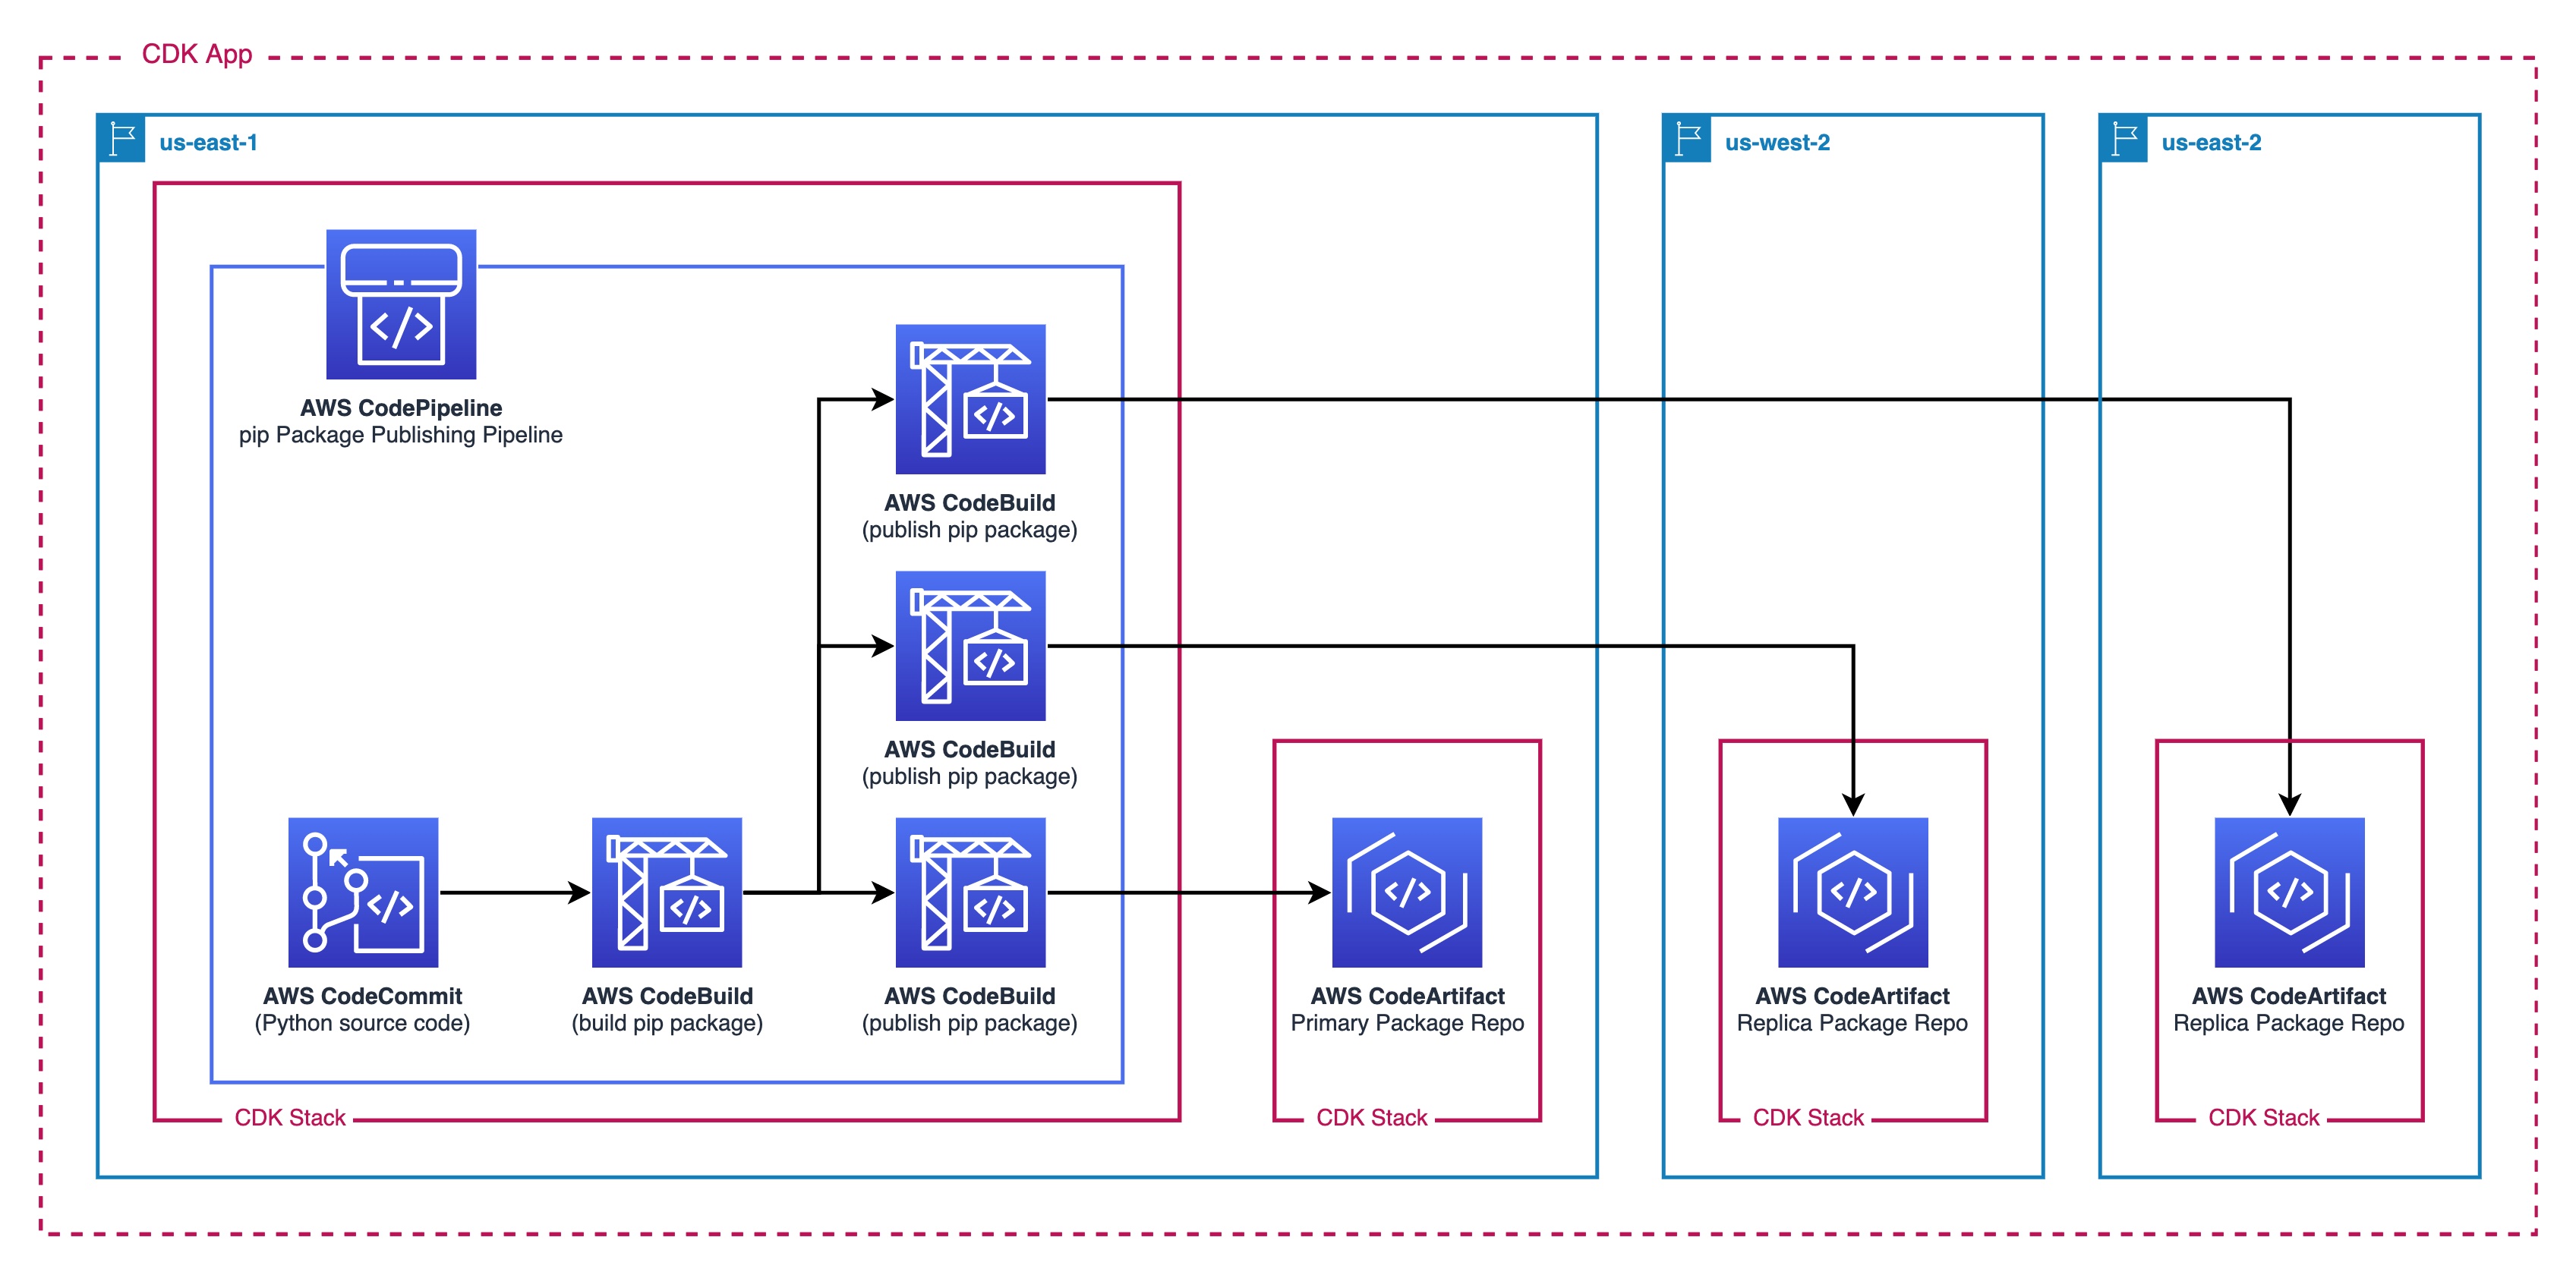 CDK App
us-east-1
us-west-2
us-east-2
AWS CodePipeline
pip Package Publishing Pipeline
AWS CodeBuild
(publish pip package)
AWS CodeBuild
(publish pip package)
AWS CodeCommit
(Python source code)
AWS CodeBuild
(build pip package)
AWS CodeBuild
(publish pip package)
AWS CodeArtifact
Primary Package Repo
AWS CodeArtifact
Replica Package Repo
AWS CodeArtifact
Replica Package Repo
CDK Stack
CDK Stack
CDK Stack
CDK Stack